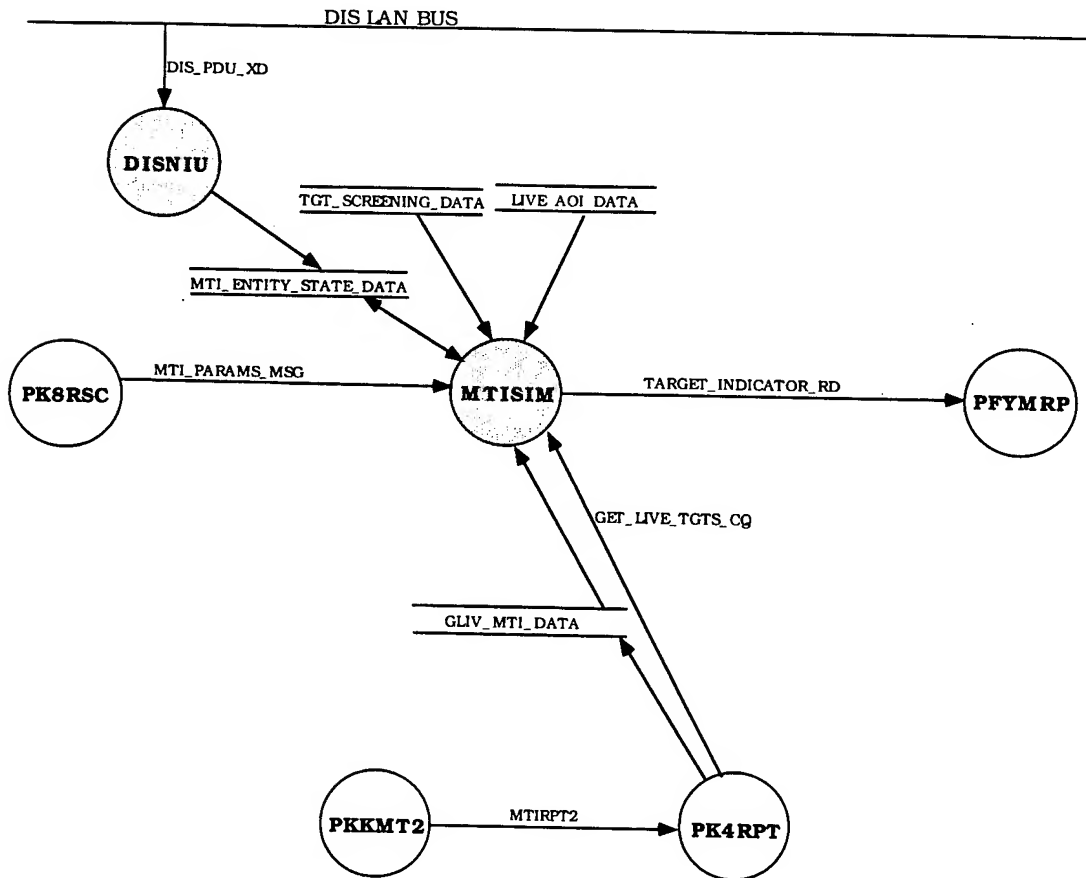 DIS LAN BUS
DIS_PDU_XD
DISNIU
TGT_SCREENING_DATA
LIVE AOI DATA
MTI_ENTITY_STATE_DATA
PK8RSC
MTI_PARAMS_MSG
MTISIM
TARGET_INDICATOR_RD
PFYMRP
GET_LIVE_TGTS_CQ
GLIV_MTI_DATA
PKKMT2
MTIRPT2
PK4RPT